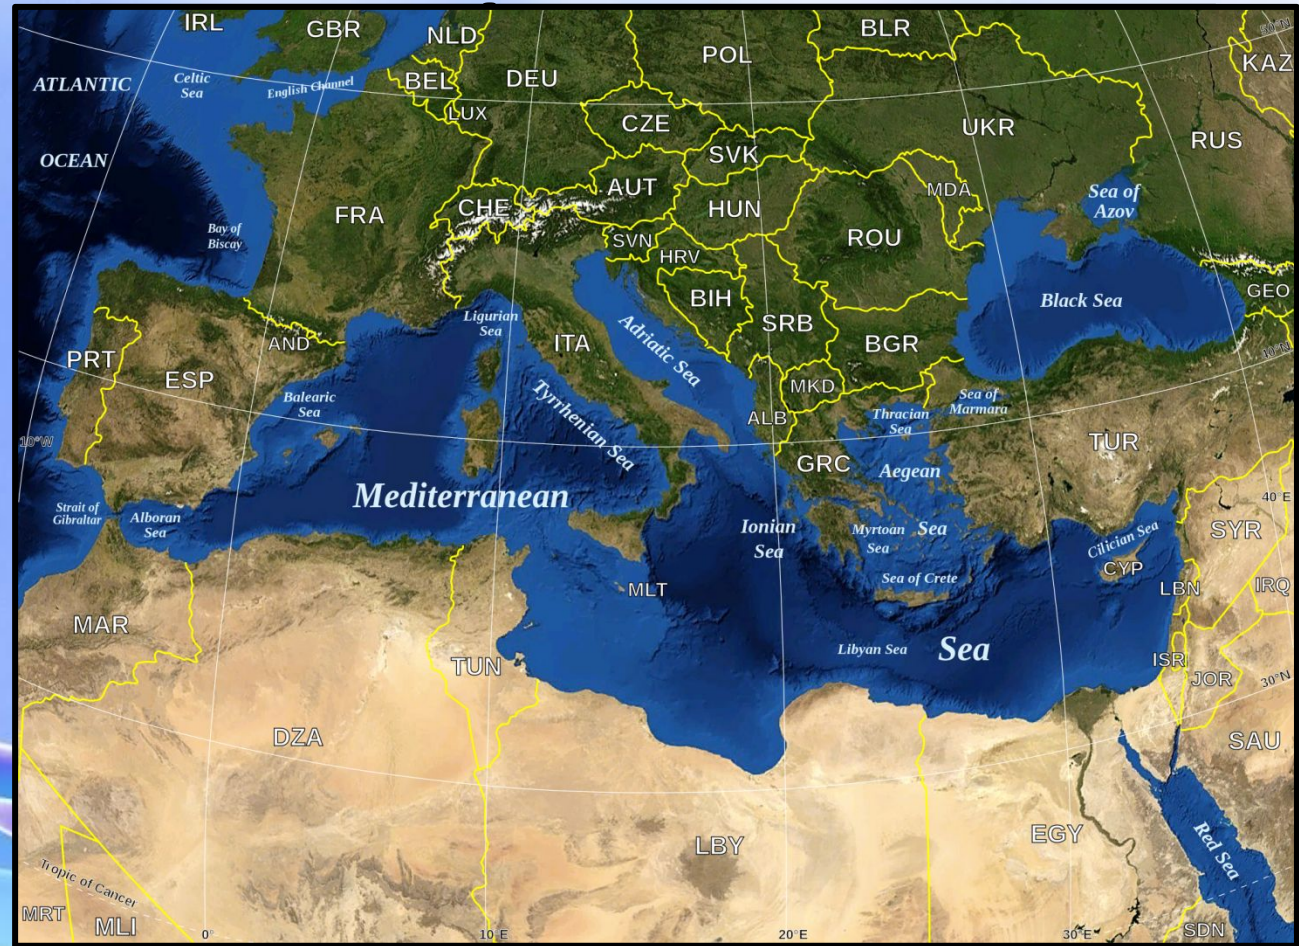 IRL
GBR
NLD
BLR
POL
50°N
KAZ
ATLANTIC
Celtic
Sea
English Channel
BEL
DEU
LUX
CZE
UKR
RUS
OCEAN
SVK
AUT
MDA
Sea of
Azov
FRA
CHE
HUN
Bay of
Biscay
SVN
HRV
ROU
BIH
Black Sea
GEO
Ligurian
Sea
SRB
Adriatic Sea
PRT
AND
ITA
BGR
40°N
ESP
MKD
Balearic
Sea
Tyrrhenian Sea
ALB
Thracian
Sea
Sea of
Marmara
10°W
TUR
GRC
Aegean
Mediterranean
40°E
Strait of
Gibraltar
Alboran
Sea
Ionian
Sea
Myrtoan
Sea
Sea
Cilician Sea
SYR
CYP
Sea of Crete
MLT
LBN
IRQ
MAR
Libyan Sea
Sea
TUN
ISR
JOR
30°N
DZA
SAU
LBY
EGY
Red Sea
Tropic of Cancer
MRT
MLI
0°
10°E
20°E
30°E
SDN